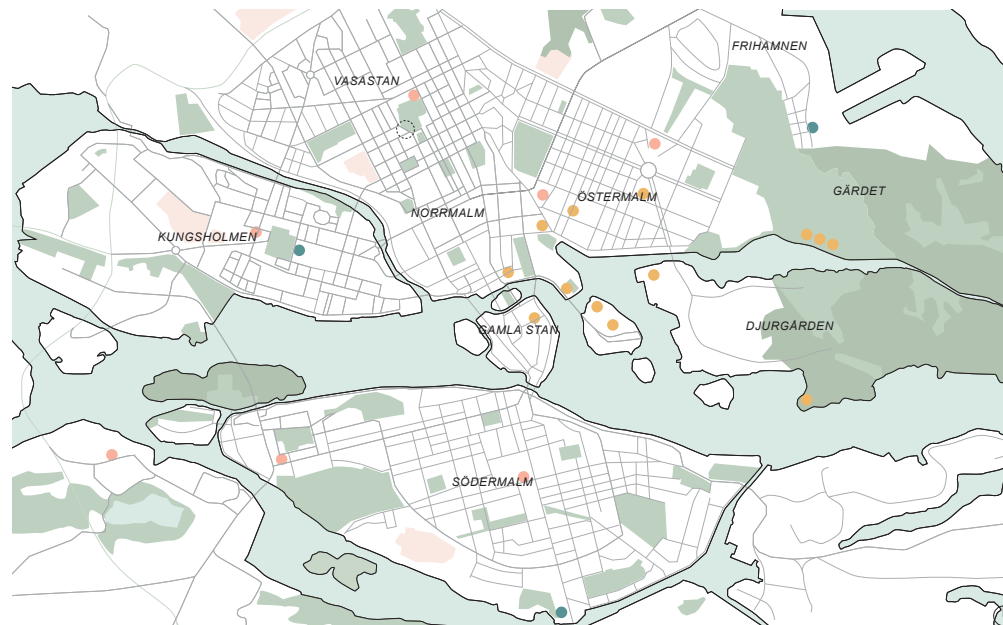 FRIHAMNEN
VASASTAN
GÄRDET
ÖSTERMALM
NORRMALM
KUNGSHOLMEN
GAMLA STAN
DJURGÅRDEN
SÖDERMALM